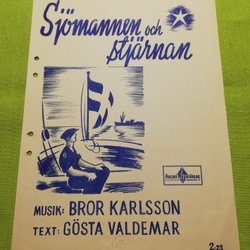 Sjömannen och
stjärnan
MUSIK: BROR KARLSSON
TEXT: GÖSTA VALDEMAR
2:25